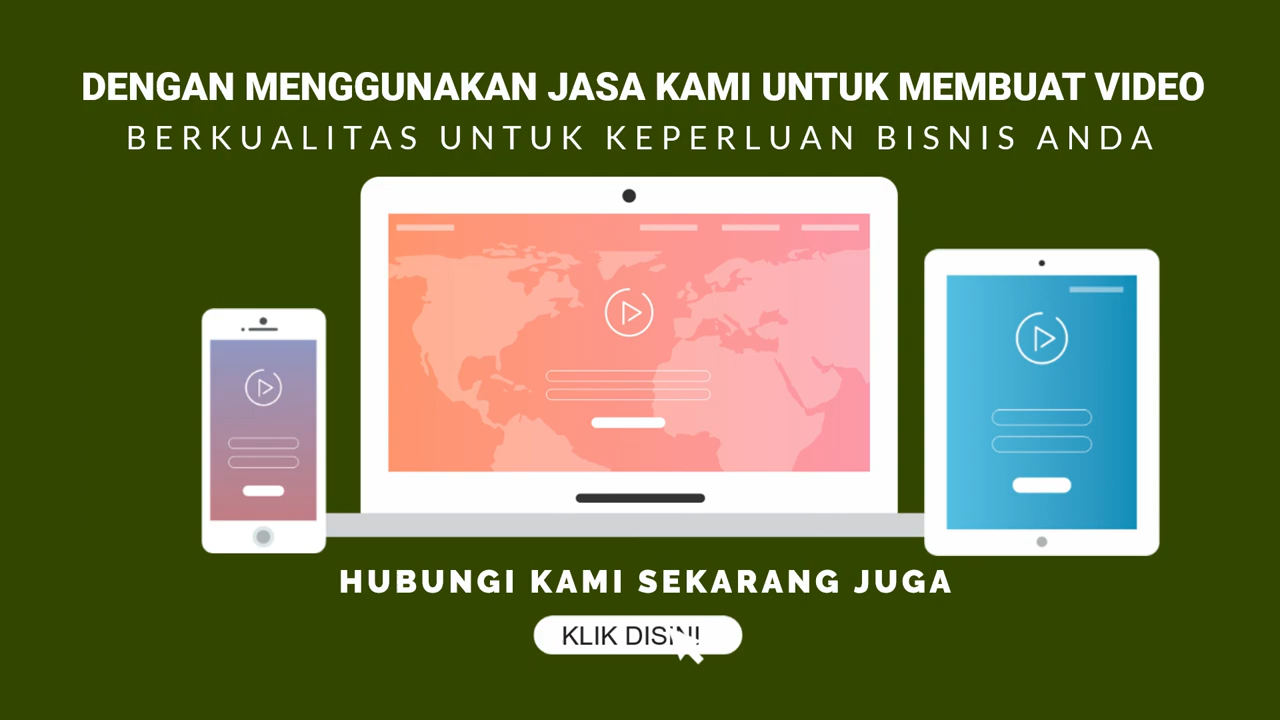 DENGAN MENGGUNAKAN JASA KAMI UNTUK MEMBUAT VIDEO
BERKUALITAS UNTUK KEPERLUAN BISNIS ANDA
HUBUNGI KAMI SEKARANG JUGA
KLIK DISINI